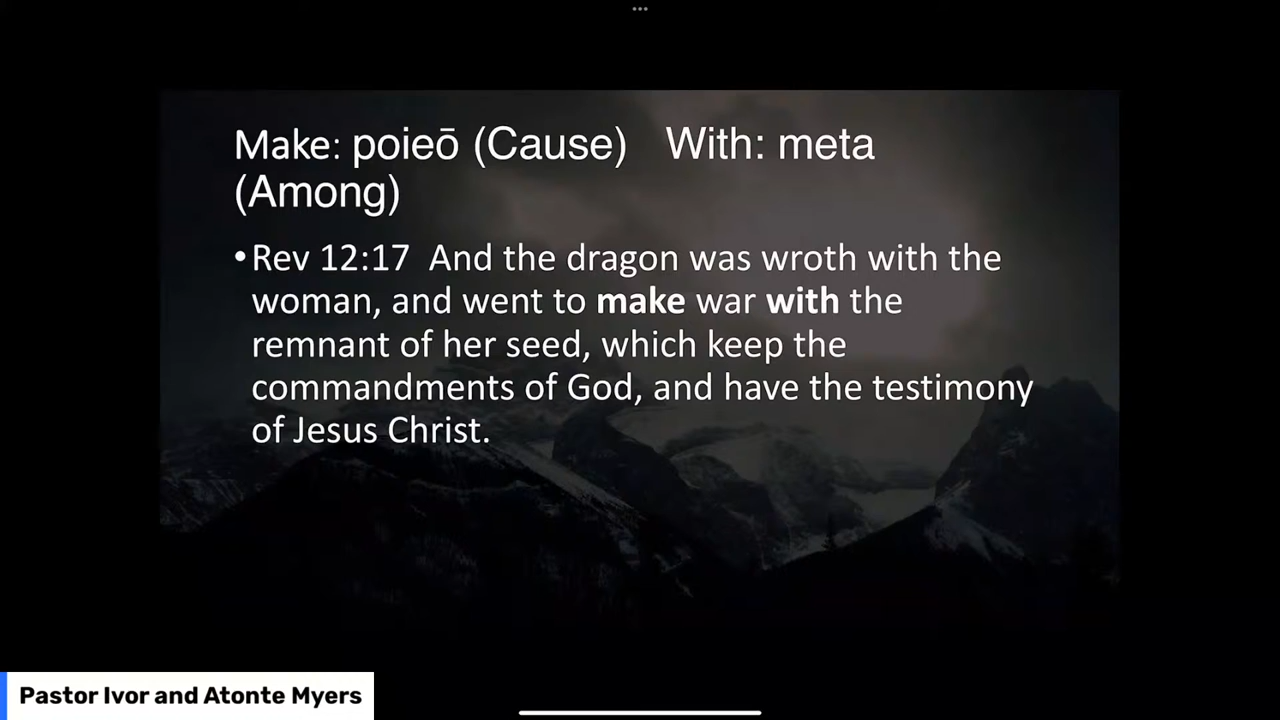 Make: poieō (Cause) With: meta
(Among)
•Rev 12:17 And the dragon was wroth with the
woman, and went to make war with the
remnant of her seed, which keep the
commandments of God, and have the testimony
of Jesus Christ.
Pastor Ivor and Atonte Myers